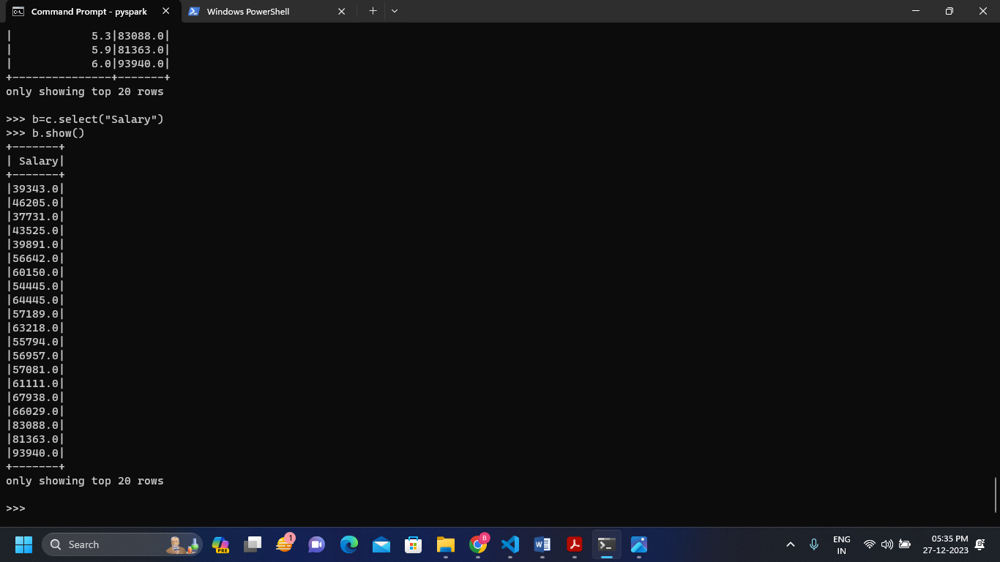 Command Prompt - pyspark
Windows PowerShell
|            5.3|83088.0|
|            5.9|81363.0|
|            6.0|93940.0|
+---------------+-------+
only showing top 20 rows
>>> b=c.select("Salary")
>>> b.show()
+-------+
| Salary|
+-------+
|39343.0|
|46205.0|
|37731.0|
|43525.0|
|39891.0|
|56642.0|
|60150.0|
|54445.0|
|64445.0|
|57189.0|
|63218.0|
|55794.0|
|56957.0|
|57081.0|
|61111.0|
|67938.0|
|66029.0|
|83088.0|
|81363.0|
|93940.0|
+-------+
only showing top 20 rows
>>>
Search
PRE
1
B
ENG
IN
05:35 PM
27-12-2023